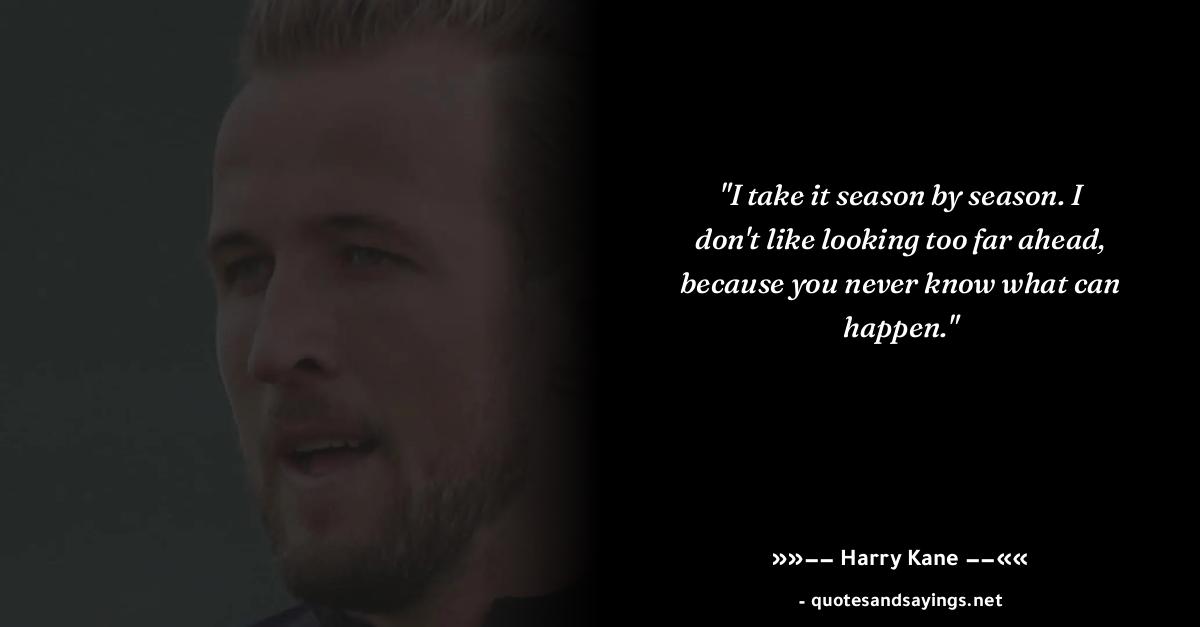 "I take it season by season. I
don't like looking too far ahead,
because you never know what can
happen."
»»−− Harry Kane −−««
- quotesandsayings.net